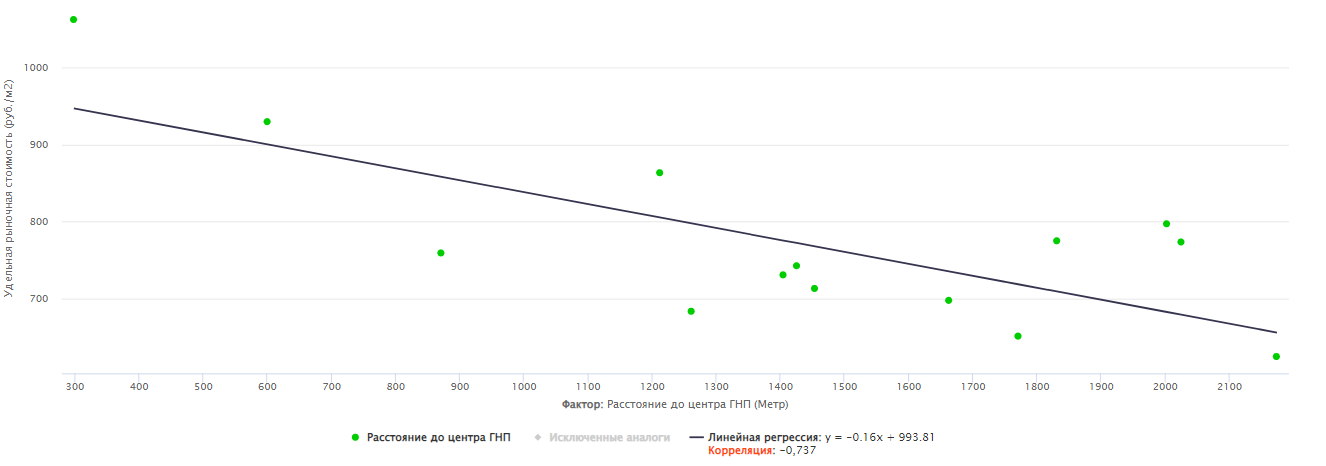 1000
900
800
700
Удельная рыночная стоимость (руб./м2)
300 400 500 600 700 800 900 1000 1100 1200 1300 1400 1500 1600 1700 1800 1900 2000 2100
Фактор: Расстояние до центра ГНП (Метр)
Расстояние до центра ГНП Исключенные аналоги Линейная регрессия: y = -0.16x + 993.81
Корреляция: -0,737